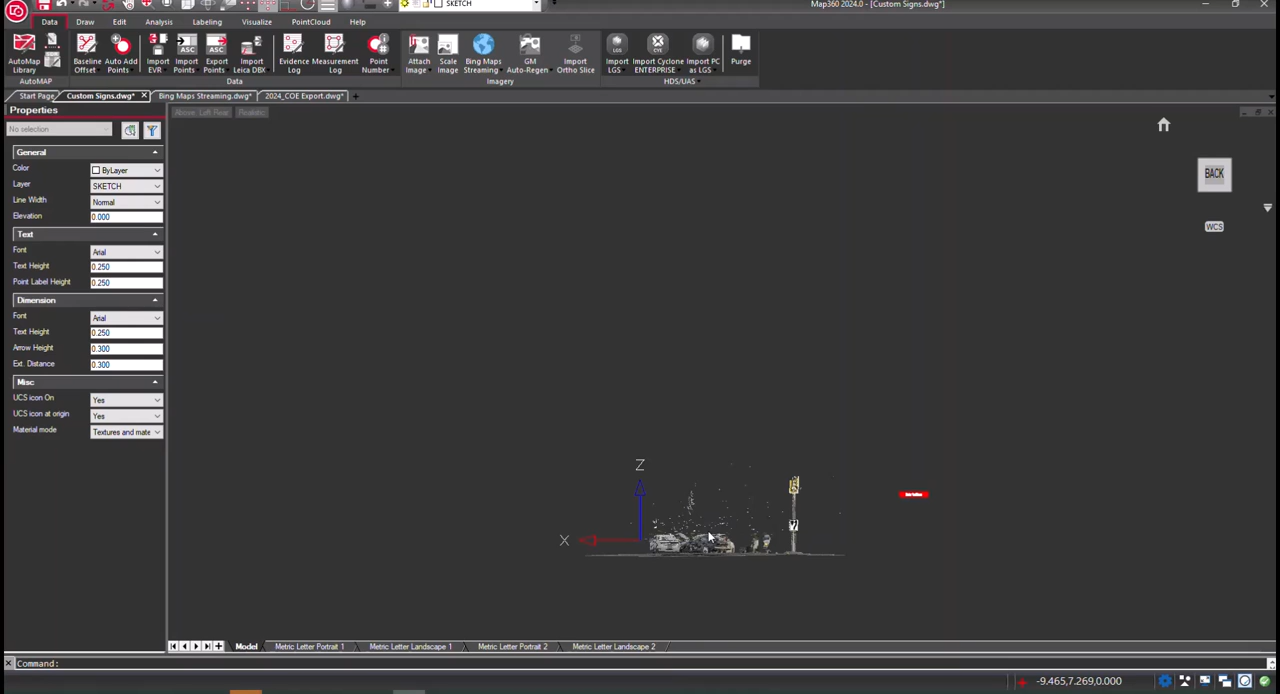 SKETCH
Map360 2024.0 - [Custom Signs.dwg*]
Data Draw Edit Analysis Labeling Visualize PointCloud Help
AutoMap Library
Baseline Offset
Auto Add Points
Import EVR
Import Points
Export Points
Import Leica DBX
Evidence Log
Measurement Log
Point Number
Attach Image
Scale Image
Bing Maps Streaming
GM Auto-Regen
Import Ortho Slice
Import LGS
Import Cyclone ENTERPRISE
Import PC as LGS
Purge
AutoMAP Data Imagery HDS/UAS
Start Page Custom Signs.dwg* Bing Maps Streaming.dwg* 2024_COE Export.dwg*
Properties
No selection
Above, Left Rear Realistic
General
Color ByLayer
Layer SKETCH
Line Width Normal
Elevation 0.000
Text
Font Arial
Text Height 0.250
Point Label Height 0.250
Dimension
Font Arial
Text Height 0.250
Arrow Height 0.300
Ext. Distance 0.300
Misc
UCS icon On Yes
UCS icon at origin Yes
Material mode Textures and mate
BACK
WCS
Z
X
Model Metric Letter Portrait 1 Metric Letter Landscape 1 Metric Letter Portrait 2 Metric Letter Landscape 2
Command:
-9.465,7.269,0.000